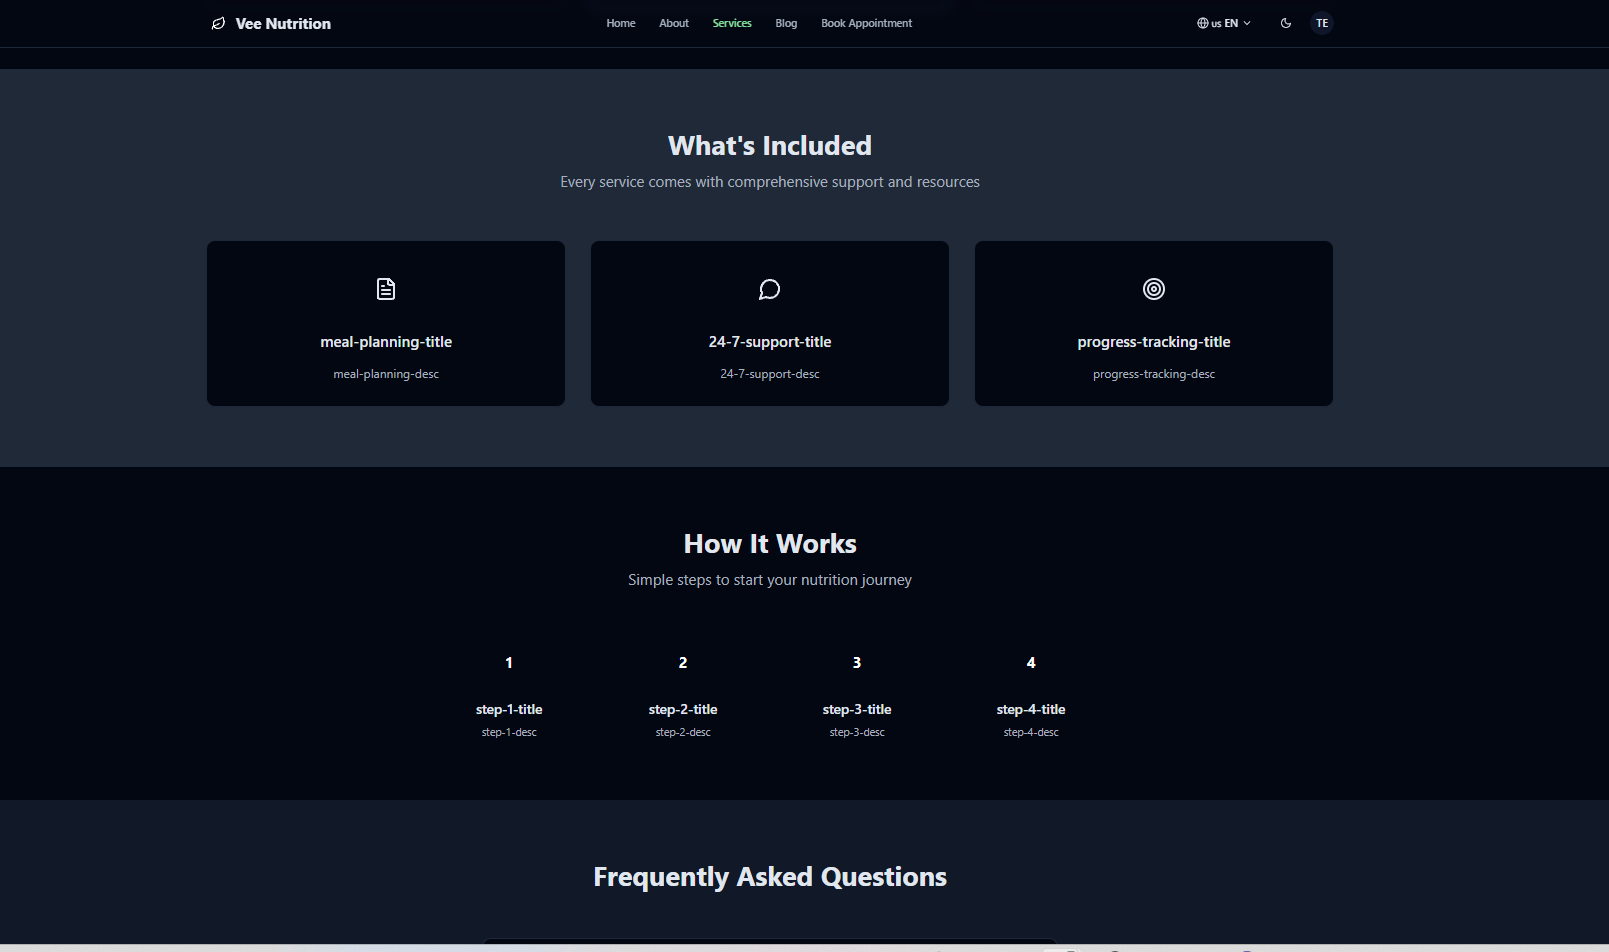 Vee Nutrition
Home About Services Blog Book Appointment
us EN
TE
What's Included
Every service comes with comprehensive support and resources
meal-planning-title
meal-planning-desc
24-7-support-title
24-7-support-desc
progress-tracking-title
progress-tracking-desc
How It Works
Simple steps to start your nutrition journey
1
step-1-title
step-1-desc
2
step-2-title
step-2-desc
3
step-3-title
step-3-desc
4
step-4-title
step-4-desc
Frequently Asked Questions